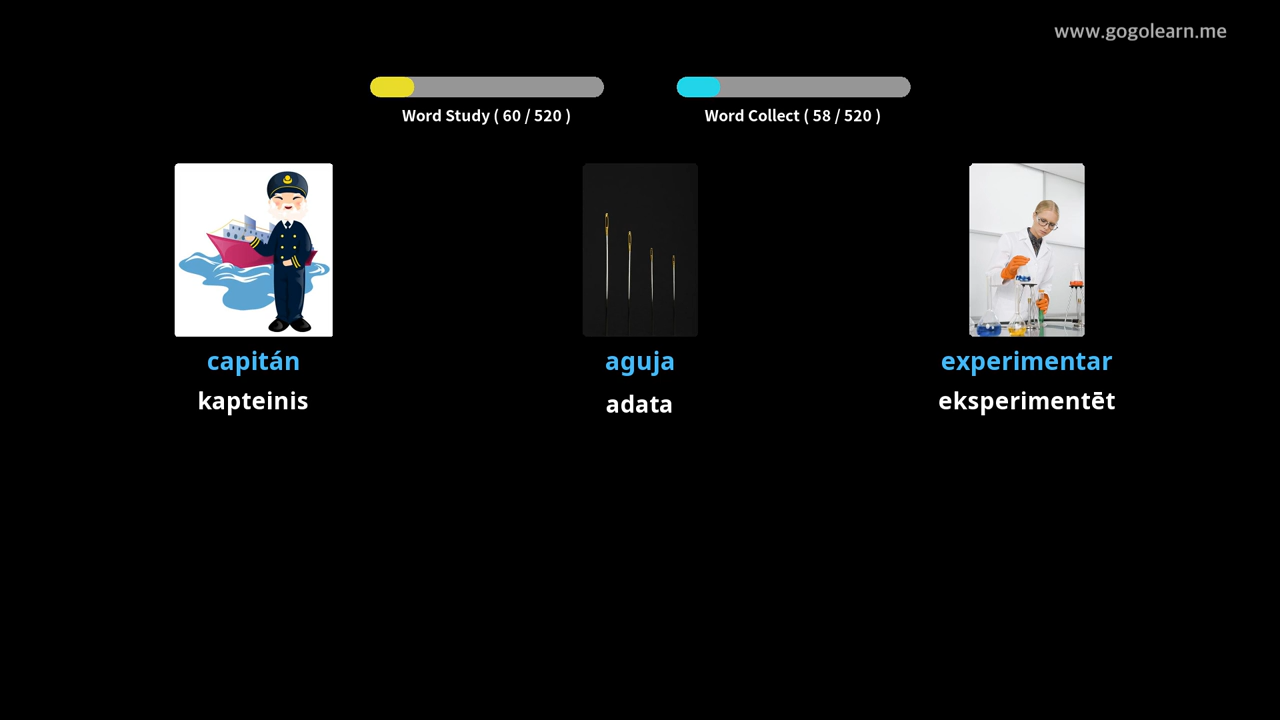 www.gogolearn.me
Word Study ( 60 / 520 )
Word Collect ( 58 / 520 )
capitán
kapteinis
aguja
adata
experimentar
eksperimentēt